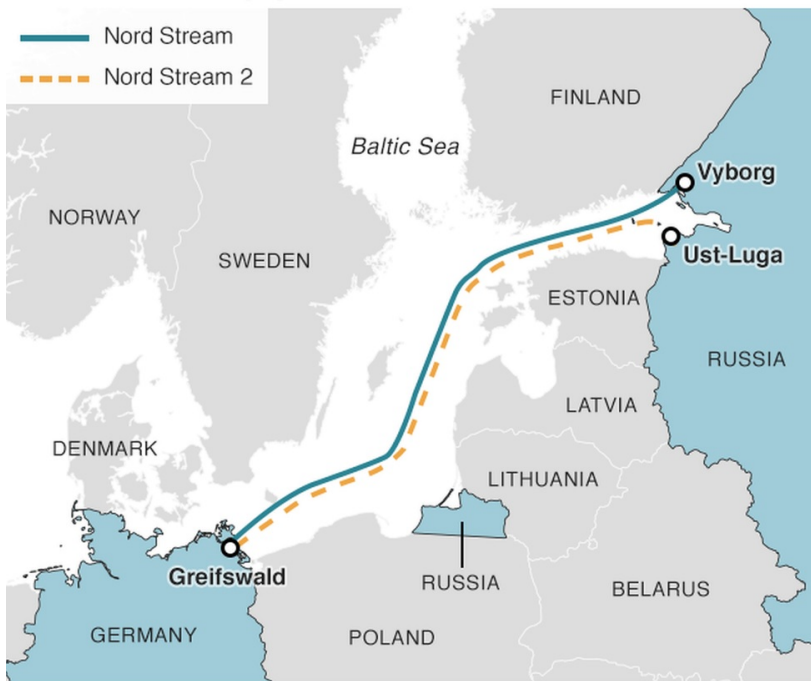 Nord Stream
Nord Stream 2
FINLAND
Baltic Sea
Vyborg
NORWAY
SWEDEN
Ust-Luga
ESTONIA
RUSSIA
LATVIA
DENMARK
LITHUANIA
Greifswald
RUSSIA
BELARUS
GERMANY
POLAND